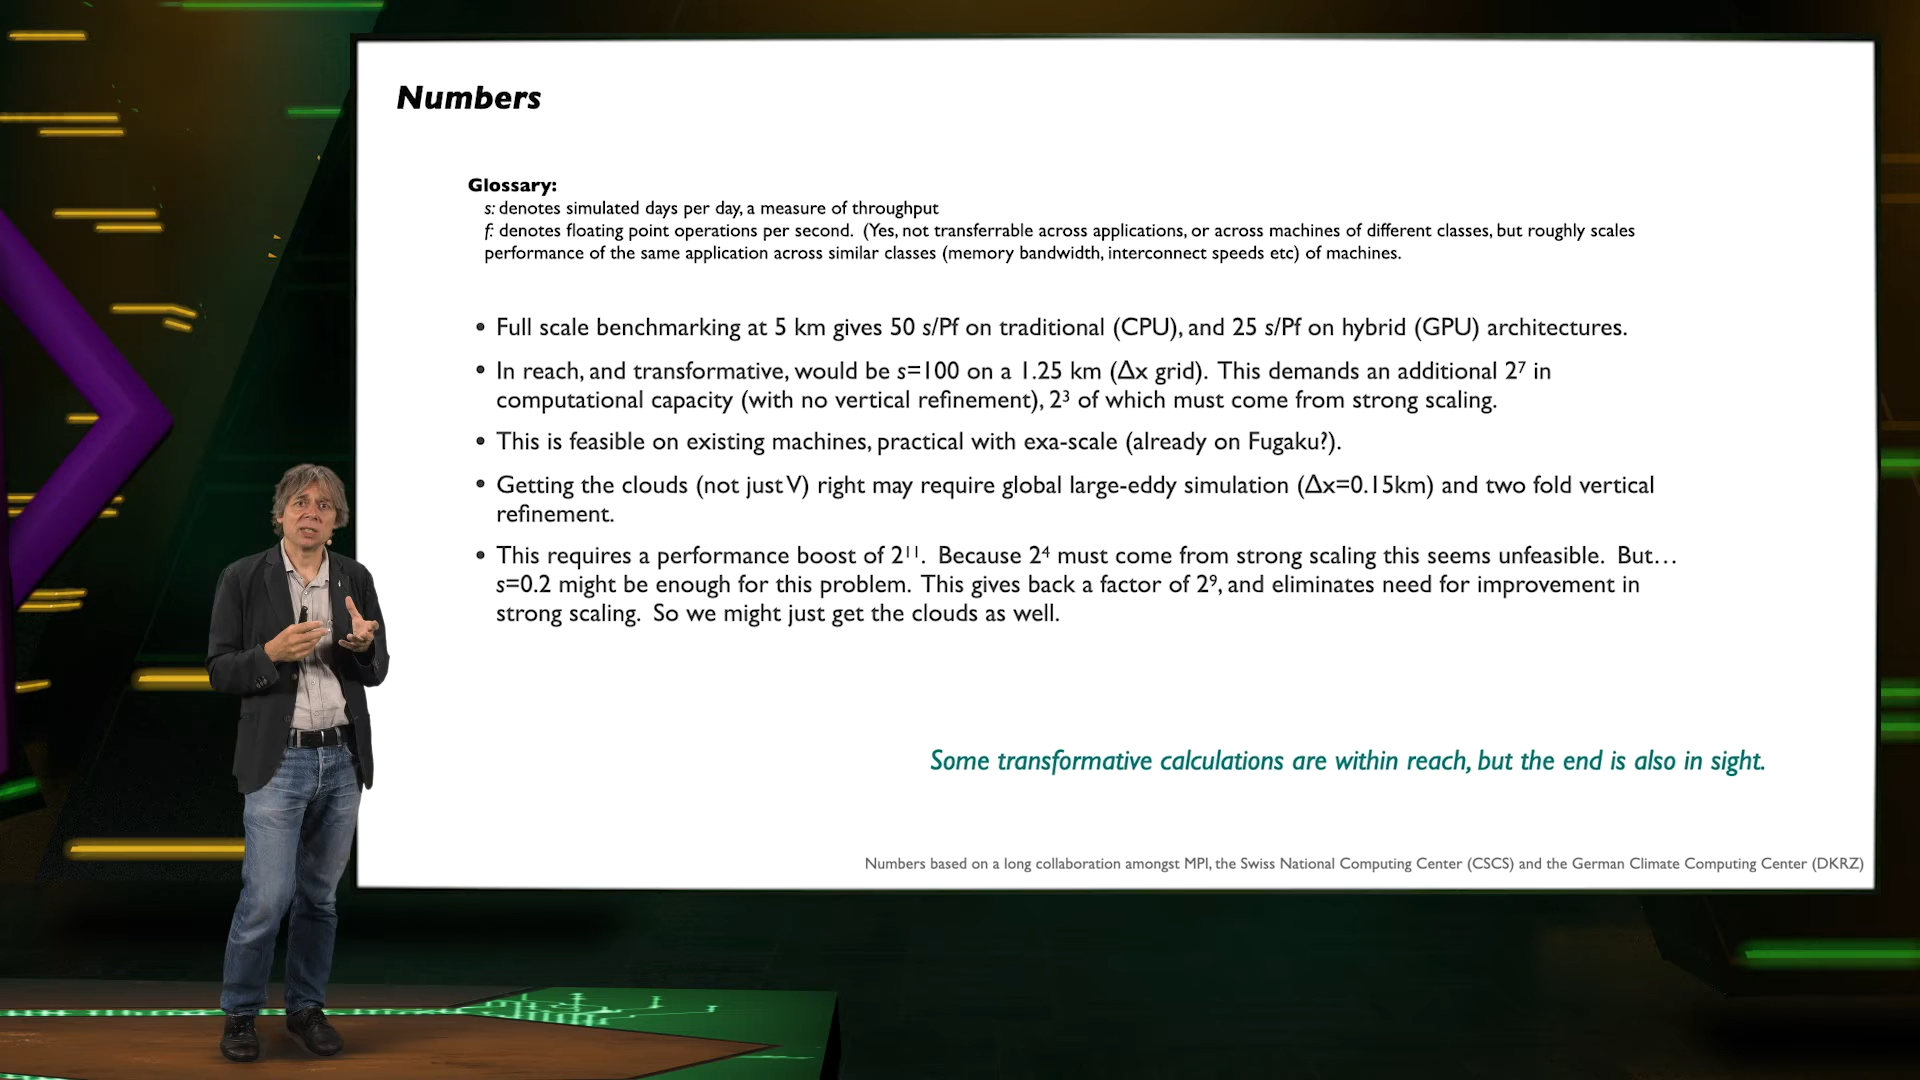 Numbers
Glossary:
s: denotes simulated days per day, a measure of throughput
f: denotes floating point operations per second. (Yes, not transferrable across applications, or across machines of different classes, but roughly scales
performance of the same application across similar classes (memory bandwidth, interconnect speeds etc) of machines.
• Full scale benchmarking at 5 km gives 50 s/Pf on traditional (CPU), and 25 s/Pf on hybrid (GPU) architectures.
• In reach, and transformative, would be s=100 on a 1.25 km (Δx grid). This demands an additional 2⁷ in
computational capacity (with no vertical refinement), 2³ of which must come from strong scaling.
• This is feasible on existing machines, practical with exa-scale (already on Fugaku?).
• Getting the clouds (not just V) right may require global large-eddy simulation (Δx=0.15km) and two fold vertical
refinement.
• This requires a performance boost of 2¹¹. Because 2⁴ must come from strong scaling this seems unfeasible. But…
s=0.2 might be enough for this problem. This gives back a factor of 2⁹, and eliminates need for improvement in
strong scaling. So we might just get the clouds as well.
Some transformative calculations are within reach, but the end is also in sight.
Numbers based on a long collaboration amongst MPI, the Swiss National Computing Center (CSCS) and the German Climate Computing Center (DKRZ)